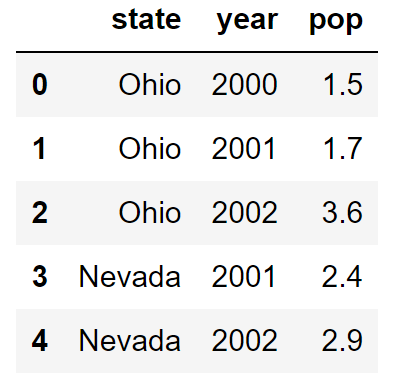 state year pop
0 Ohio 2000 1.5
1 Ohio 2001 1.7
2 Ohio 2002 3.6
3 Nevada 2001 2.4
4 Nevada 2002 2.9